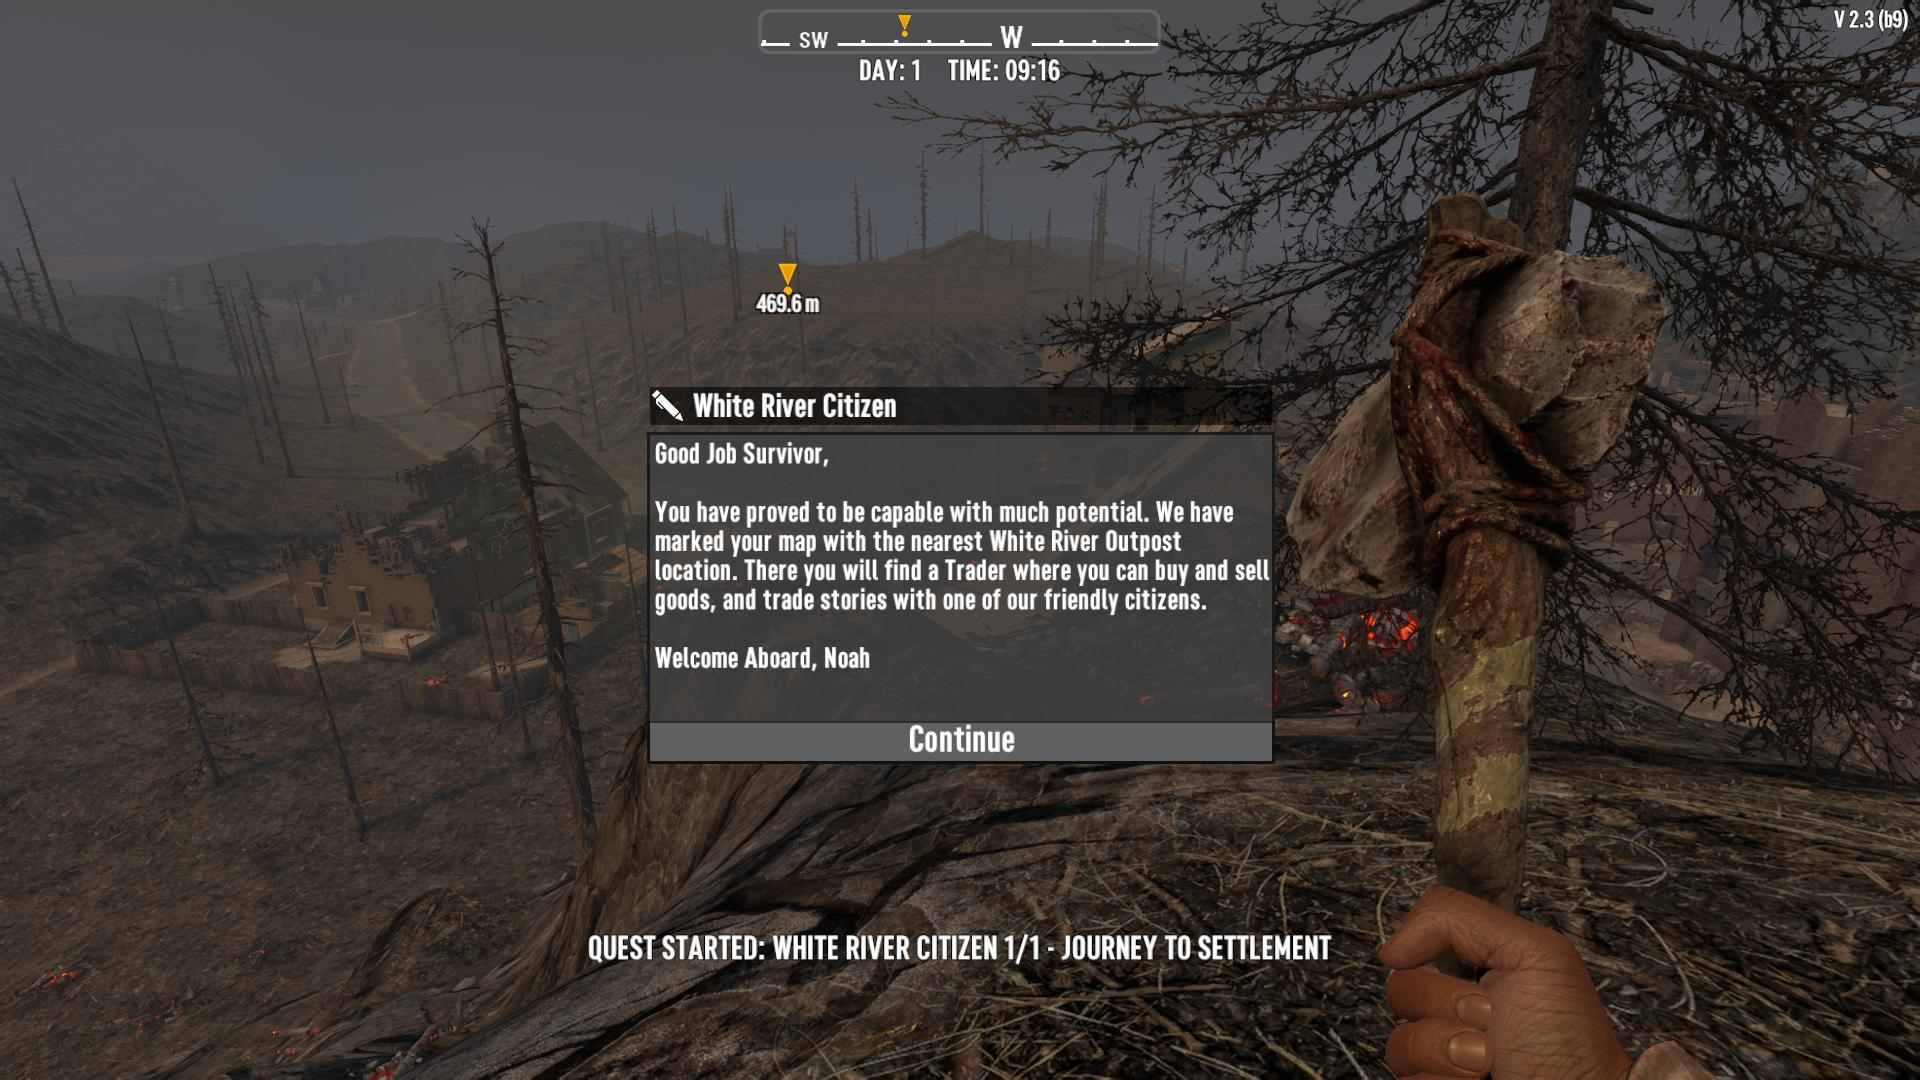 SW
W
V 2.3 (b9)
DAY: 1 TIME: 09:16
469.6 m
White River Citizen
Good Job Survivor,
You have proved to be capable with much potential. We have
marked your map with the nearest White River Outpost
location. There you will find a Trader where you can buy and sell
goods, and trade stories with one of our friendly citizens.
Welcome Aboard, Noah
Continue
QUEST STARTED: WHITE RIVER CITIZEN 1/1 - JOURNEY TO SETTLEMENT